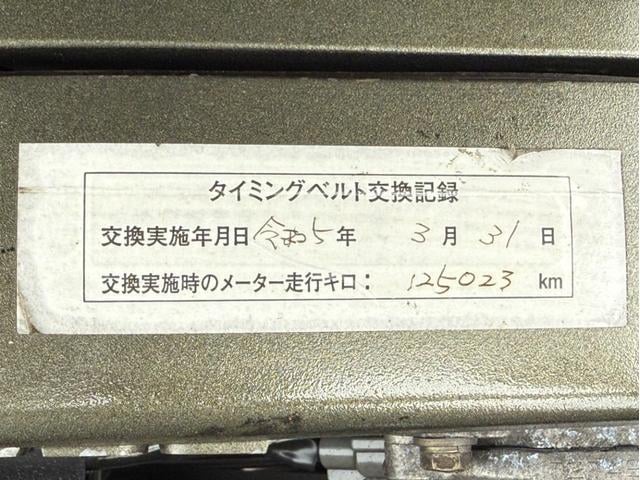 タイミングベルト交換記録
交換実施年月日 令和5年 3月 31日
交換実施時のメーター走行キロ: 125023 km